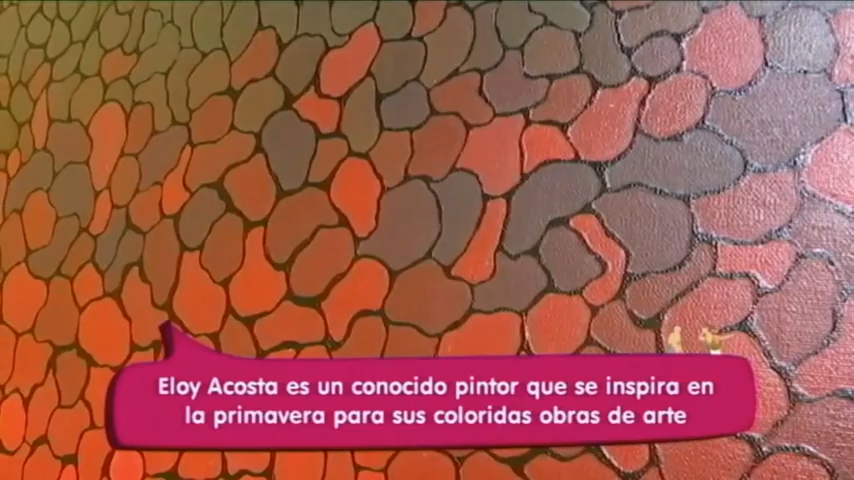 Eloy Acosta es un conocido pintor que se inspira en
la primavera para sus coloridas obras de arte